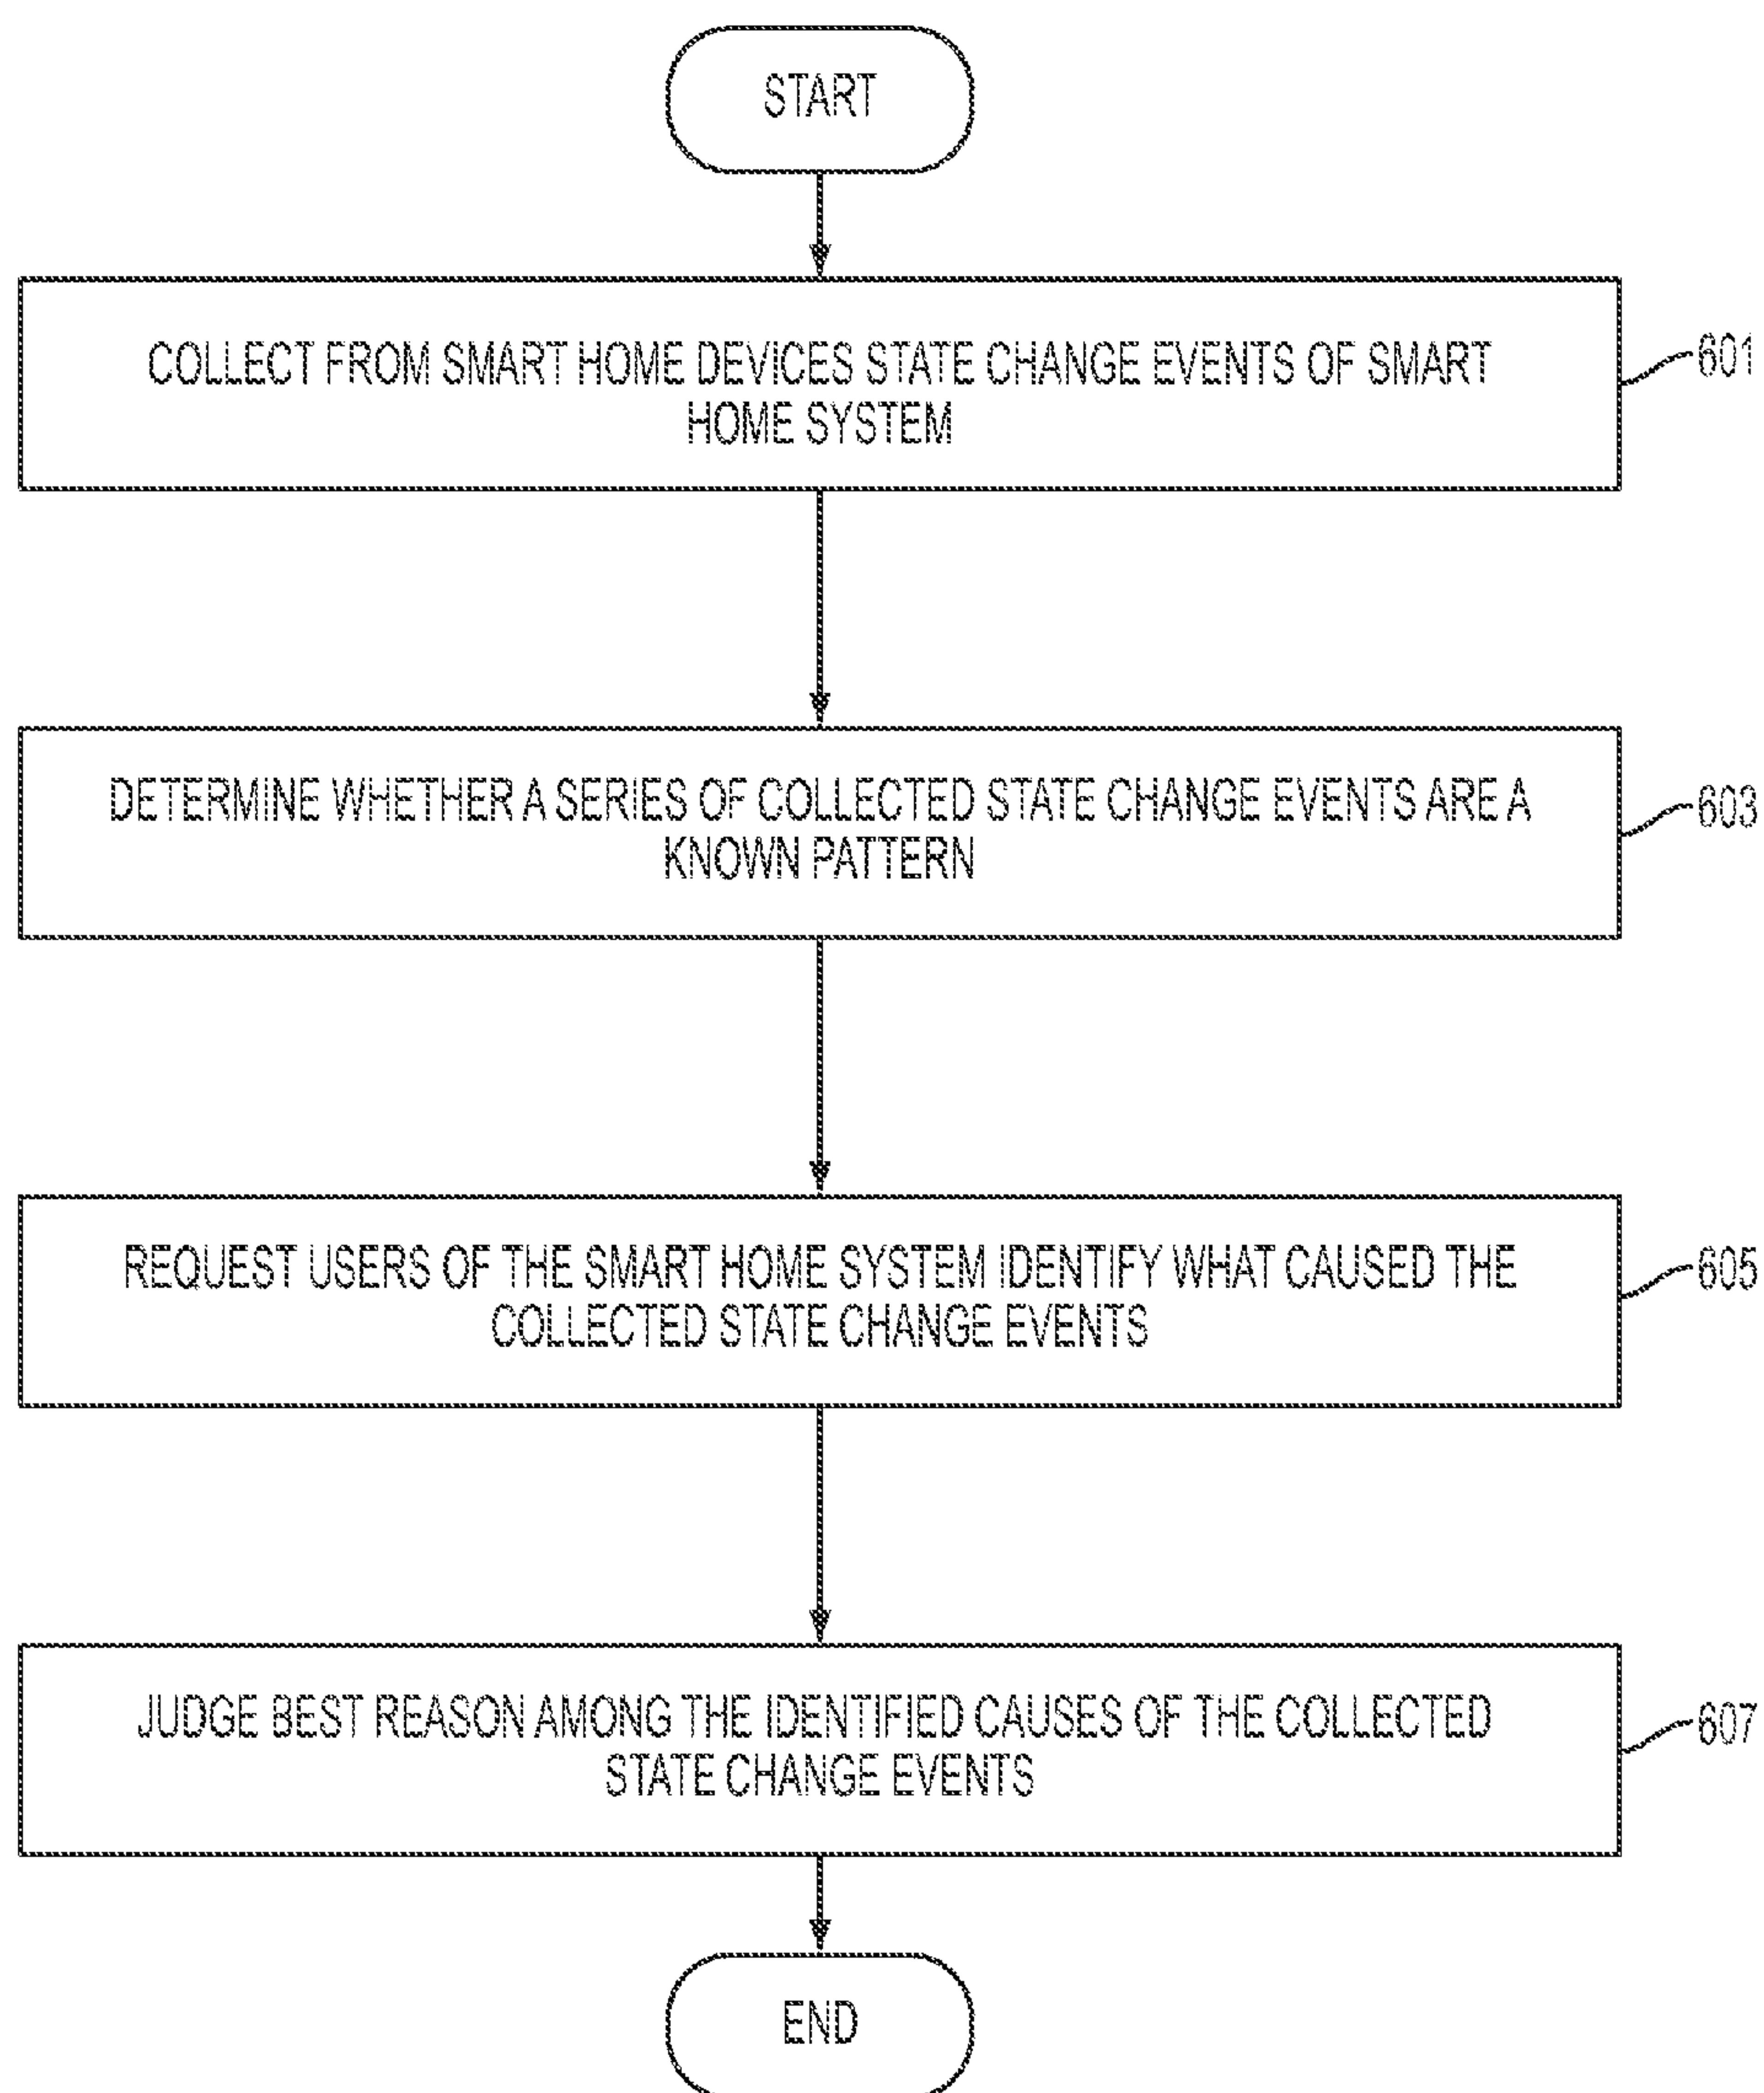 START
COLLECT FROM SMART HOME DEVICES STATE CHANGE EVENTS OF SMART
HOME SYSTEM
601
DETERMINE WHETHER A SERIES OF COLLECTED STATE CHANGE EVENTS ARE A
KNOWN PATTERN
603
REQUEST USERS OF THE SMART HOME SYSTEM IDENTIFY WHAT CAUSED THE
COLLECTED STATE CHANGE EVENTS
605
JUDGE BEST REASON AMONG THE IDENTIFIED CAUSES OF THE COLLECTED
STATE CHANGE EVENTS
607
END